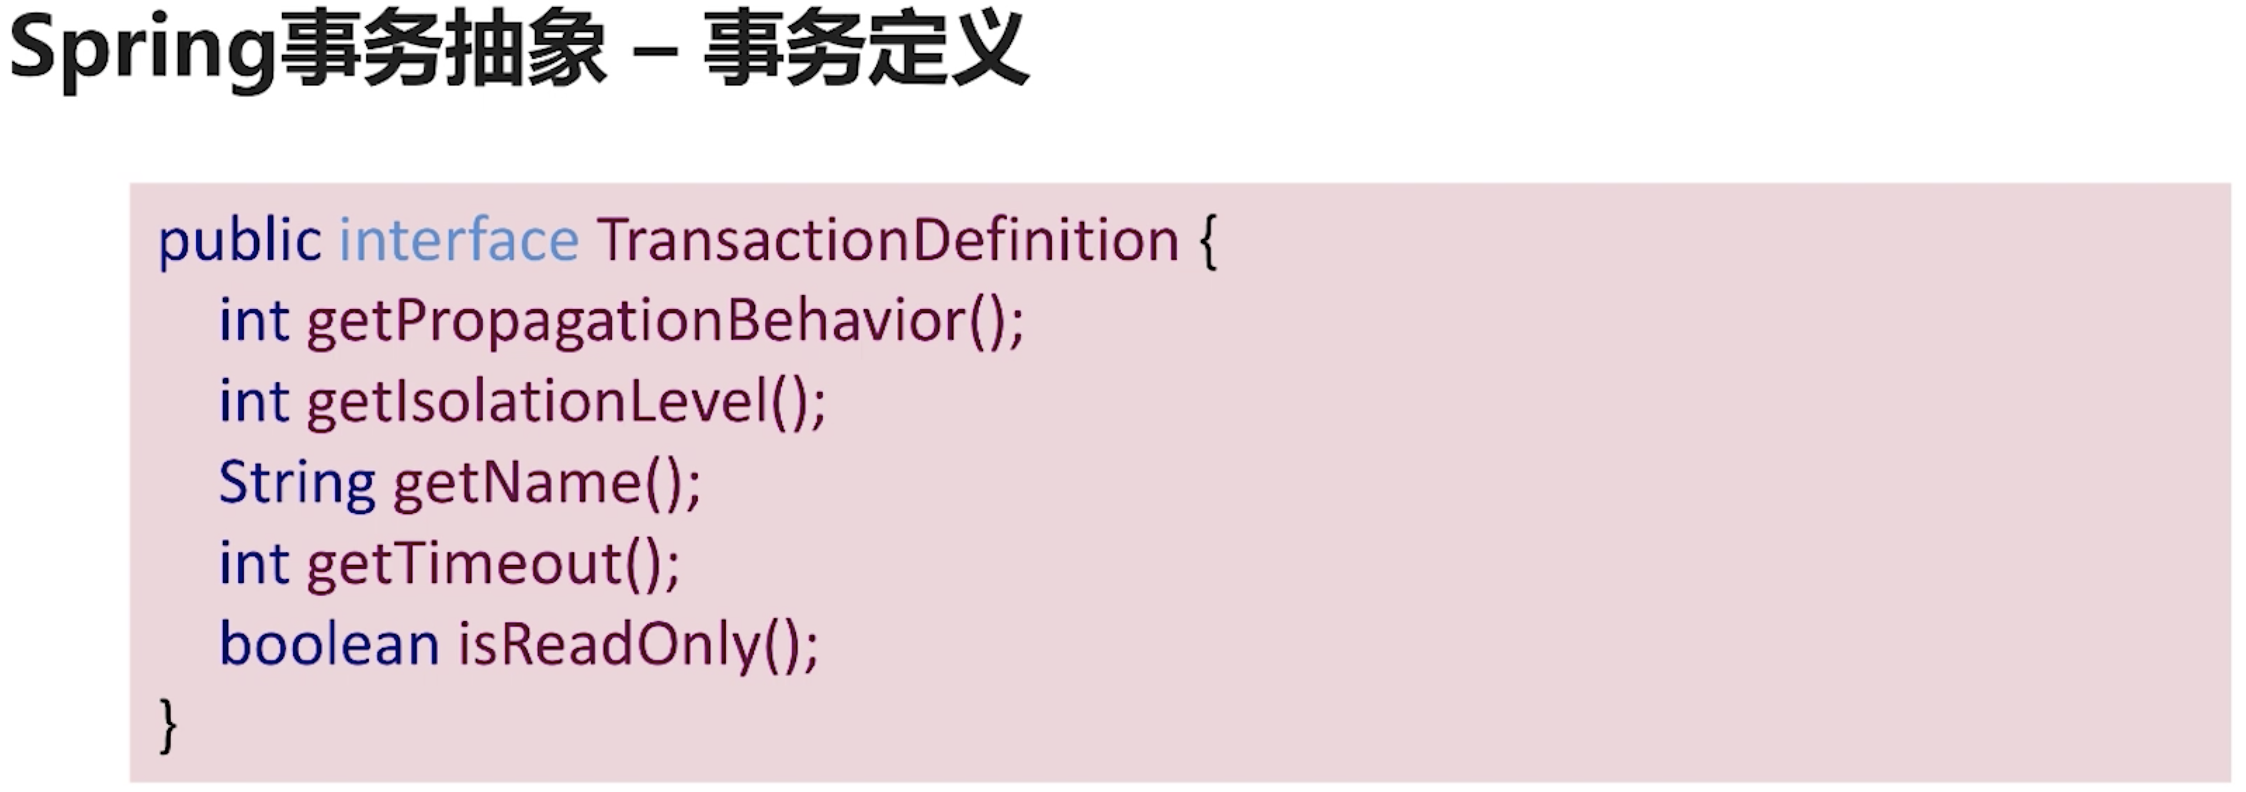 Spring事务抽象 – 事务定义
public interface TransactionDefinition {
int getPropagationBehavior();
int getIsolationLevel();
String getName();
int getTimeout();
boolean isReadOnly();
}